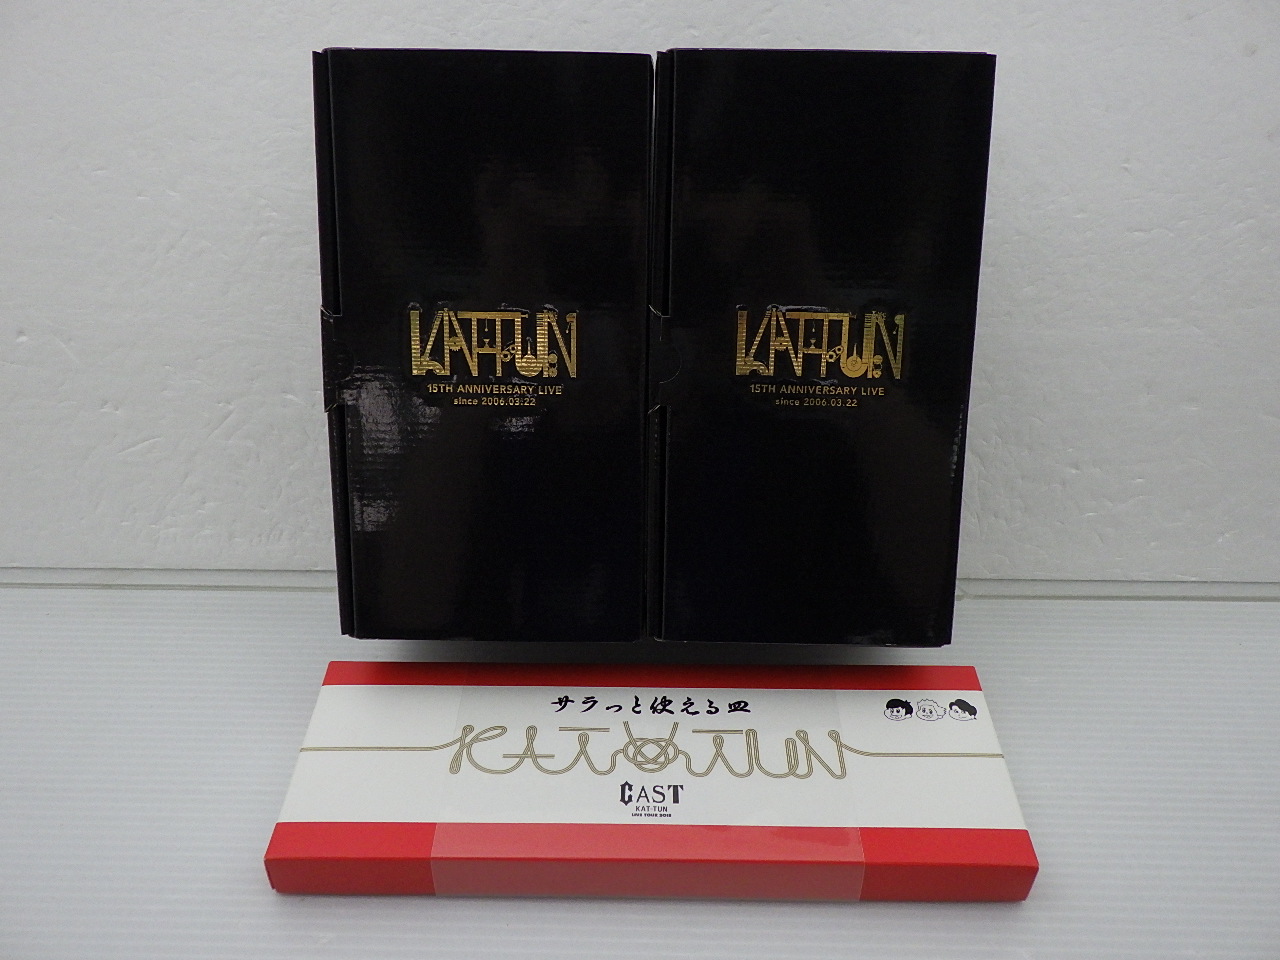 KAT-TUN
15TH ANNIVERSARY LIVE
since 2006.03.22
KAT-TUN
15TH ANNIVERSARY LIVE
since 2006.03.22
サラっと使える皿
KAT-TUN
CAST
KAT-TUN
LIVE TOUR 2018